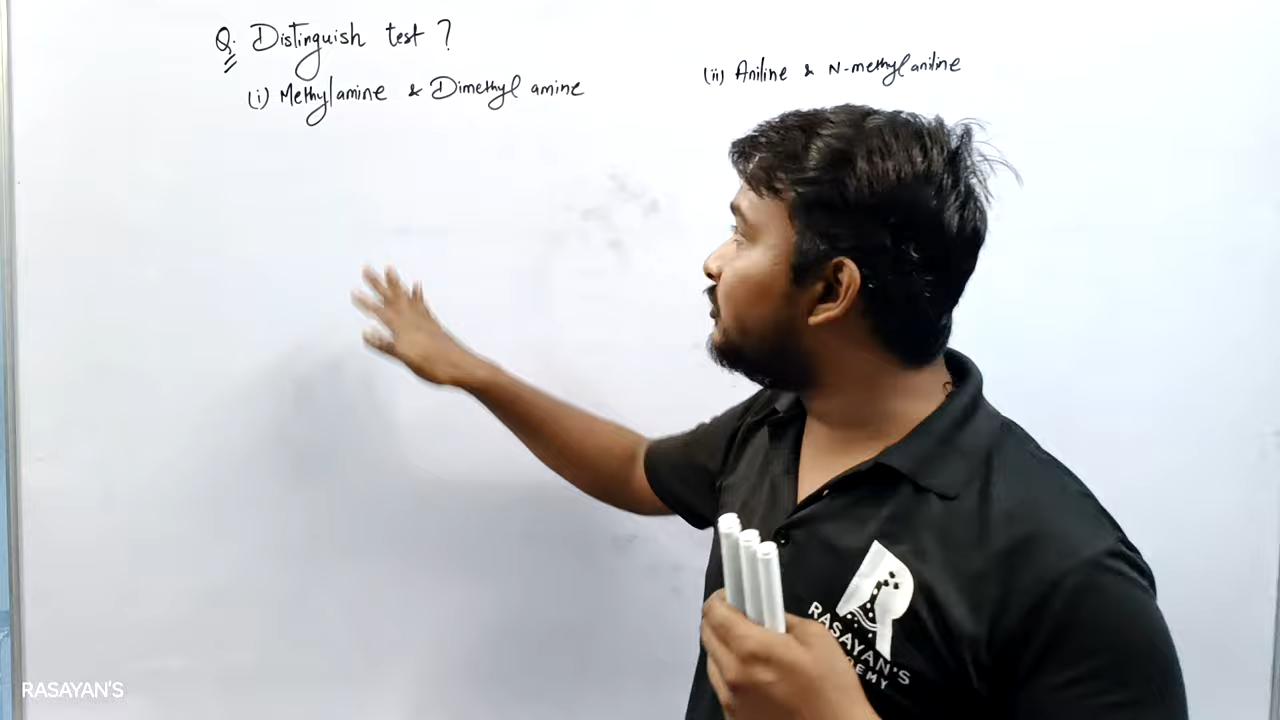 Q. Distinguish test ?
(i) Methylamine & Dimethyl amine
(ii) Aniline & N-methylaniline
RASAYAN'S
RASAYAN'S